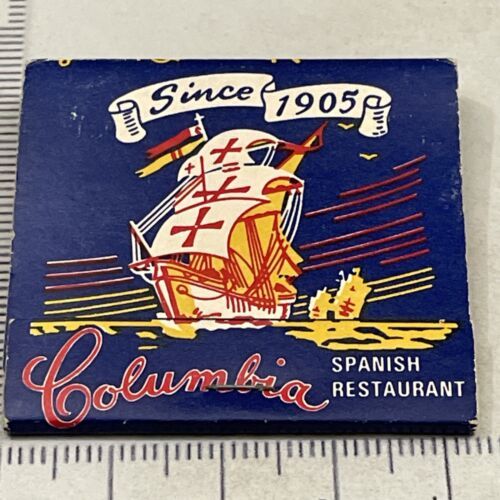 Since 1905
Columbia
SPANISH
RESTAURANT